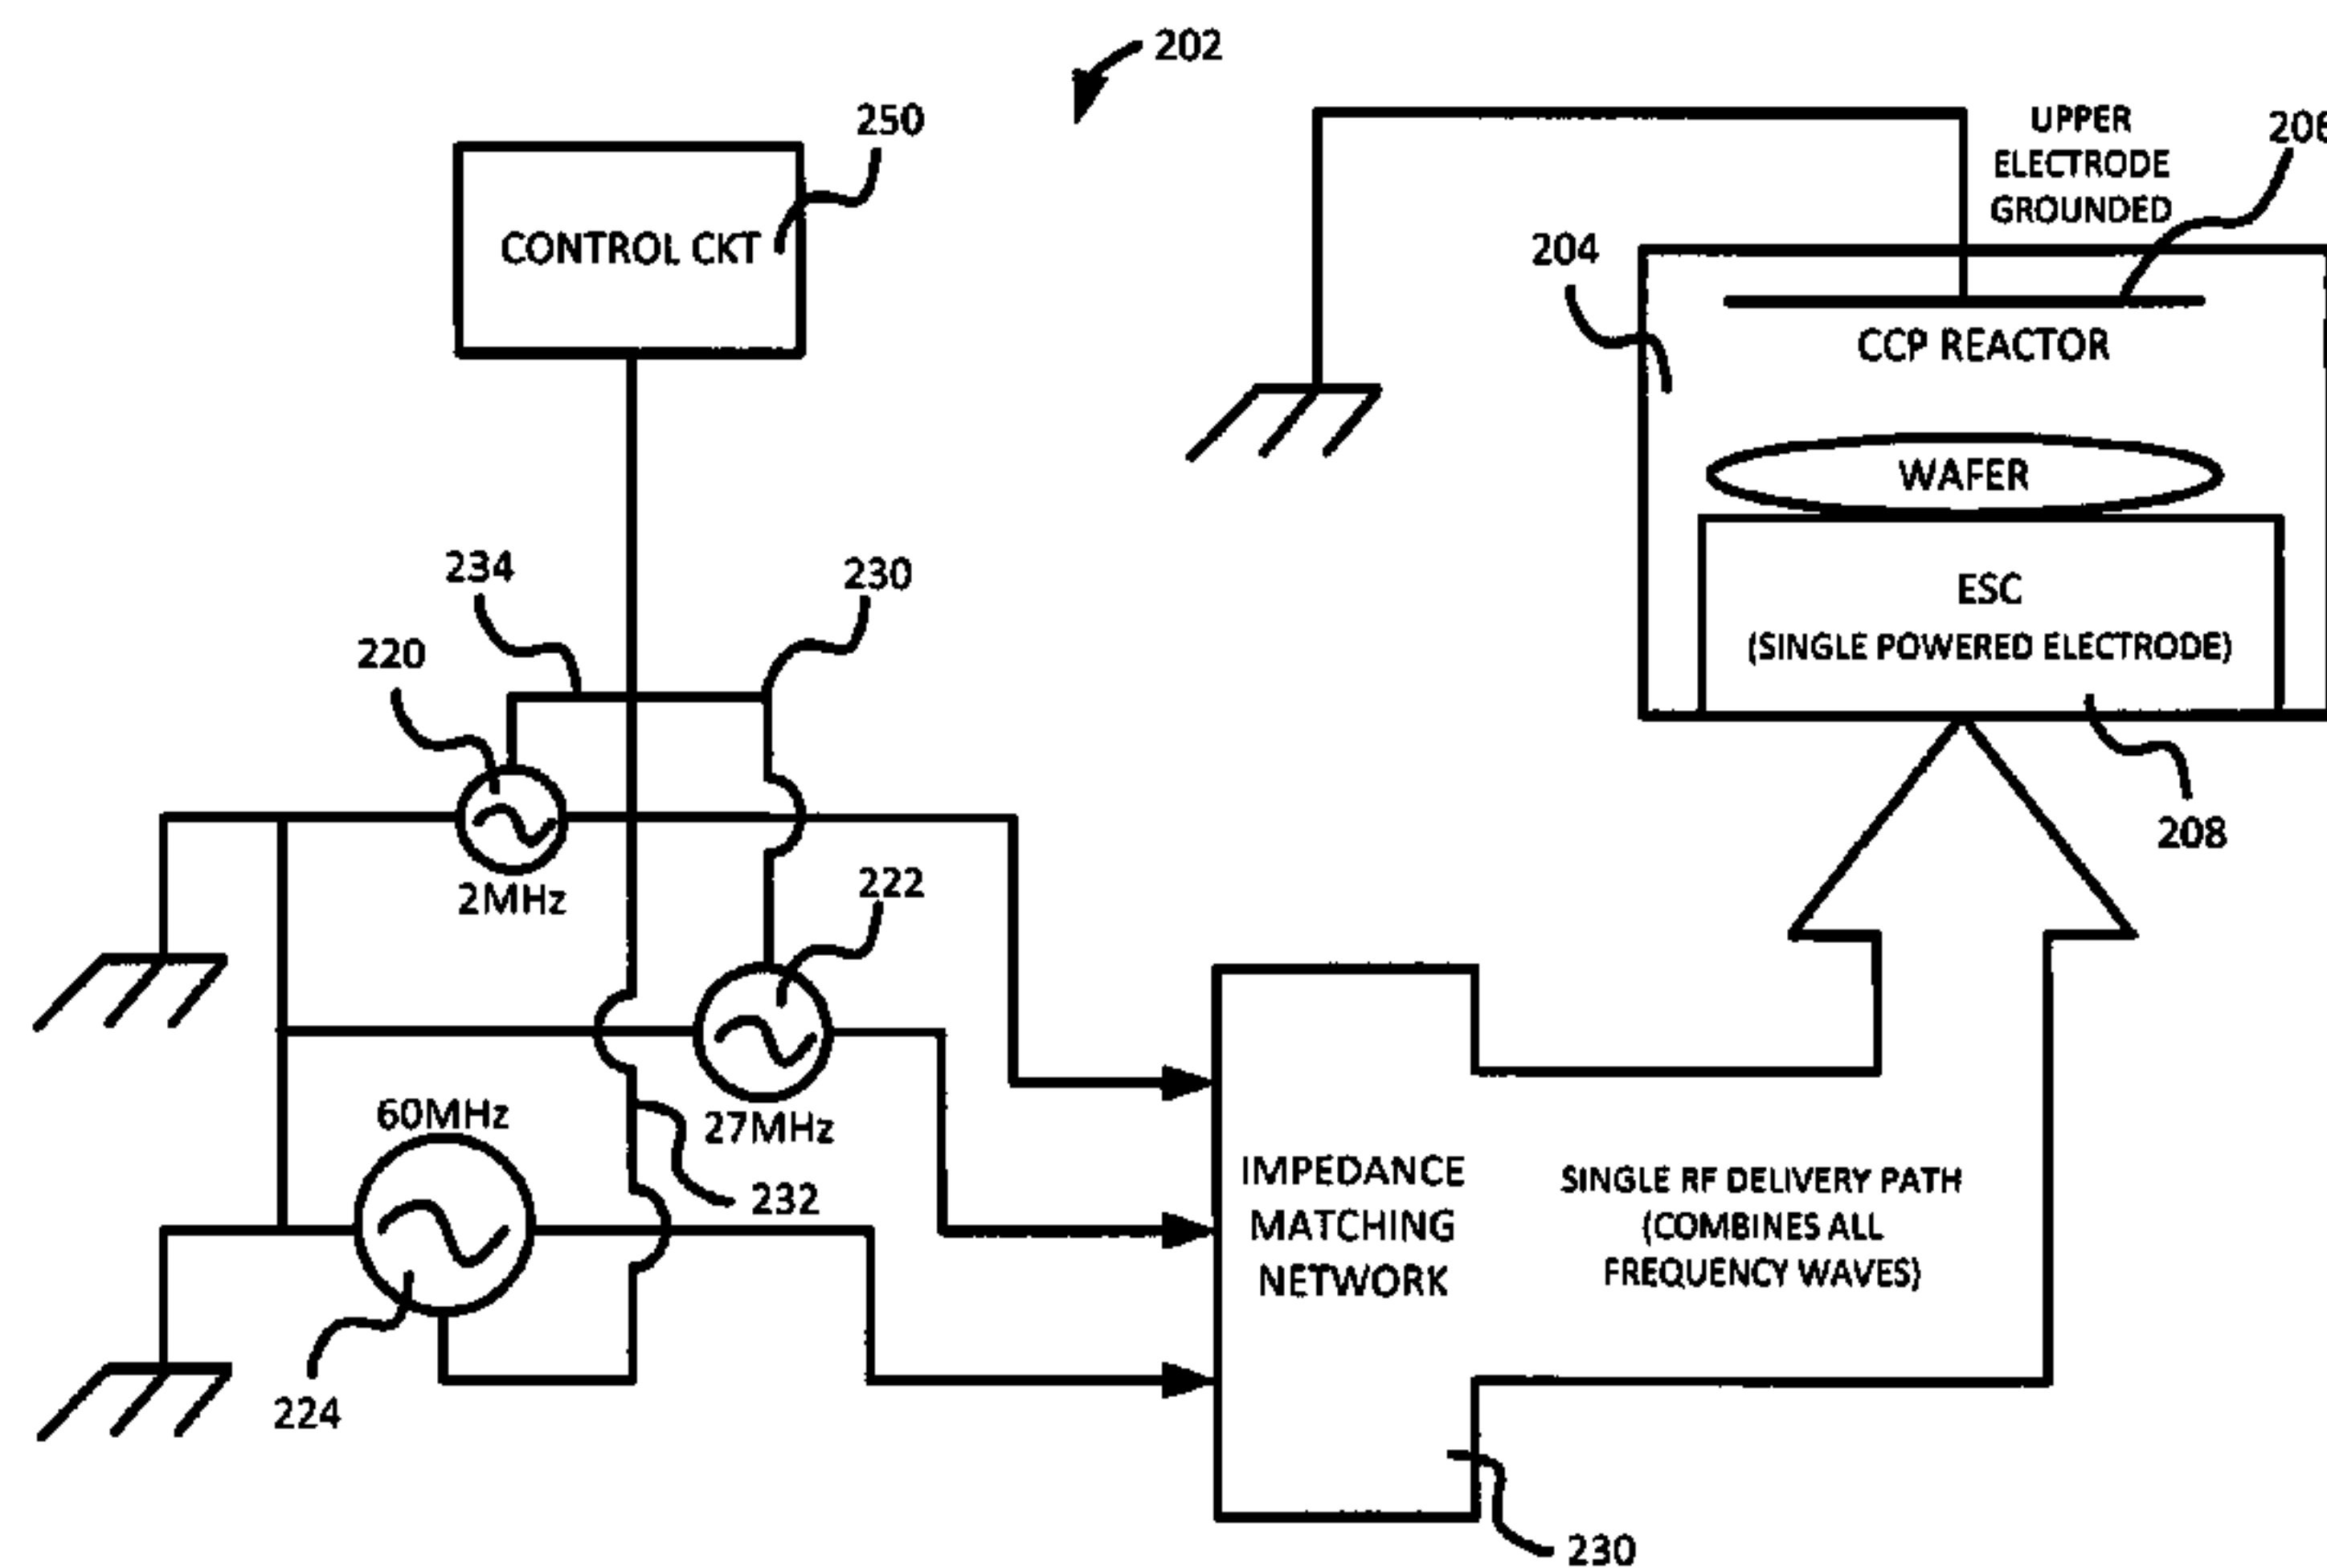 202
250
CONTROL CKT
UPPER
ELECTRODE
GROUNDED
206
204
CCP REACTOR
WAFER
ESC
(SINGLE POWERED ELECTRODE)
208
234
230
220
2MHz
222
27MHz
60MHz
232
224
IMPEDANCE
MATCHING
NETWORK
SINGLE RF DELIVERY PATH
(COMBINES ALL
FREQUENCY WAVES)
230